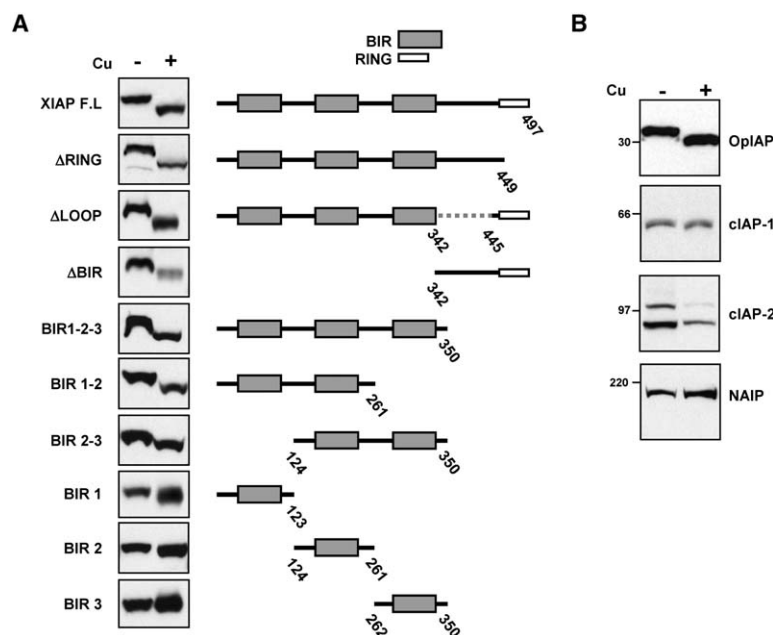 A
BIR
RING
Cu - +
XIAP F.L
497
ΔRING
449
ΔLOOP
342 445
ΔBIR
342
BIR1-2-3
350
BIR 1-2
261
BIR 2-3
124 350
BIR 1
123
BIR 2
124 261
BIR 3
262 350
B
Cu - +
30 OpIAP
66 cIAP-1
97 cIAP-2
220 NAIP